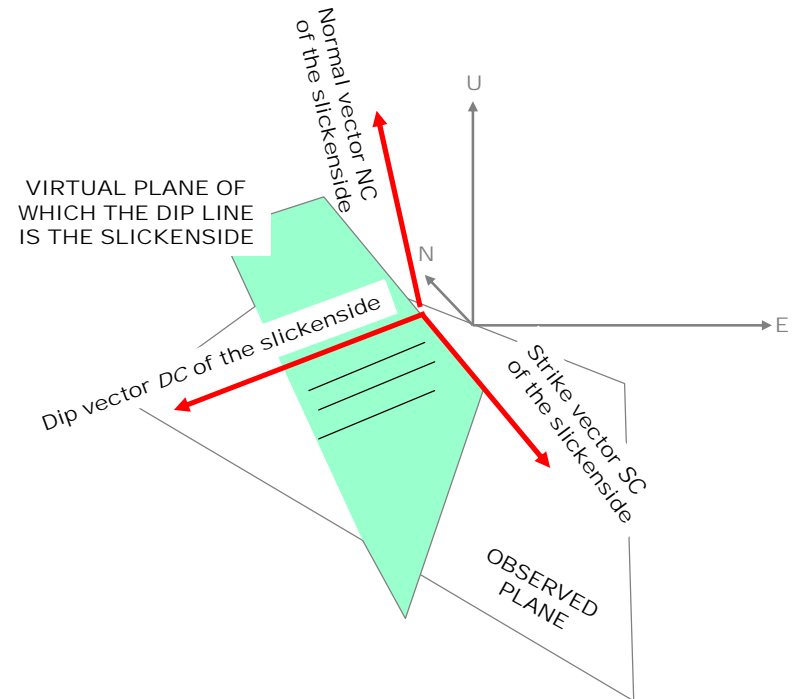 Normal vector NC
of the slickenside
U
VIRTUAL PLANE OF
WHICH THE DIP LINE
IS THE SLICKENSIDE
N
E
Dip vector DC of the slickenside
Strike vector SC
of the slickenside
OBSERVED
PLANE